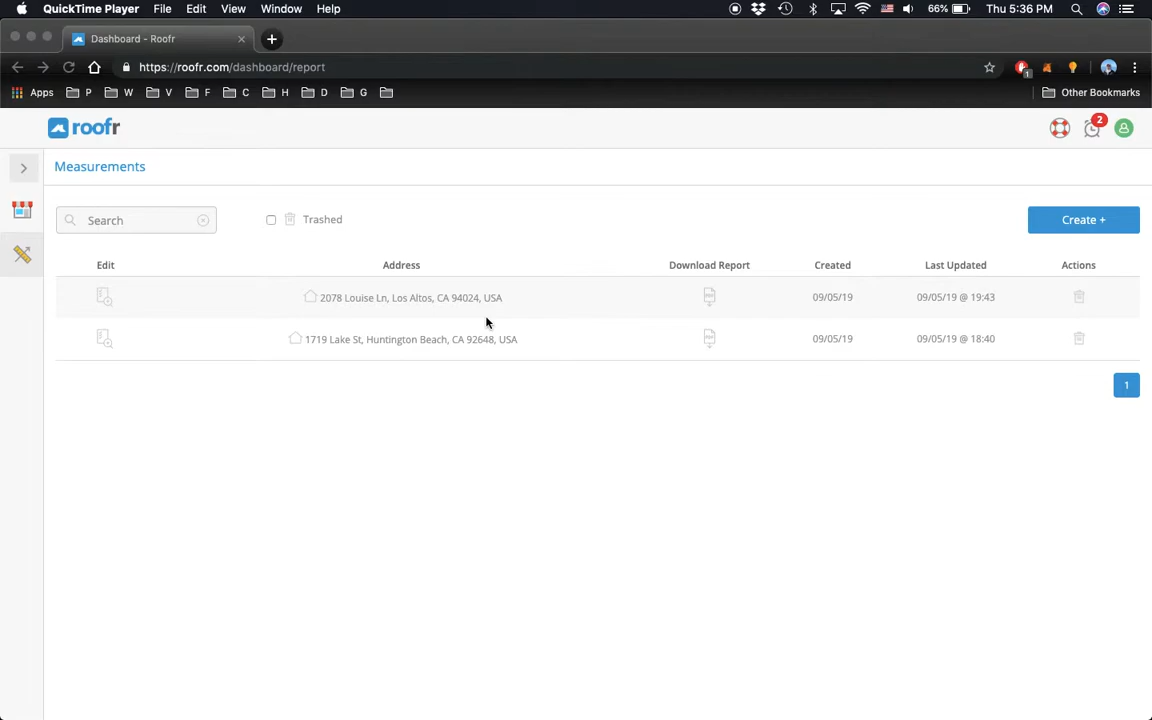 QuickTime Player File Edit View Window Help 66% Thu 5:36 PM
Dashboard - Roofr
https://roofr.com/dashboard/report 1
Apps P W V F C H D G Other Bookmarks
roofr 2
Measurements
Search Trashed Create +
Edit Address Download Report Created Last Updated Actions
2078 Louise Ln, Los Altos, CA 94024, USA 09/05/19 09/05/19 @ 19:43
1719 Lake St, Huntington Beach, CA 92648, USA 09/05/19 09/05/19 @ 18:40
1